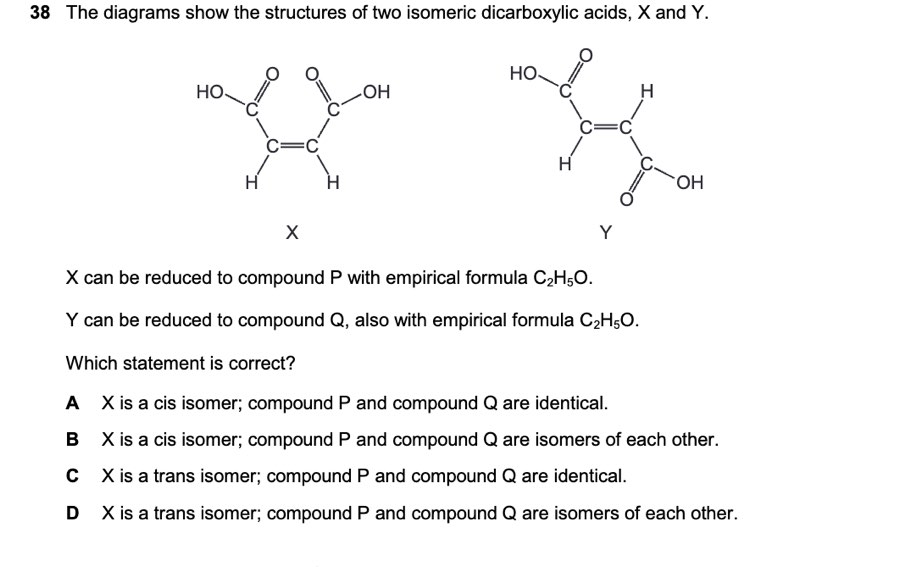 38 The diagrams show the structures of two isomeric dicarboxylic acids, X and Y.
O O O
HO OH HO H
C C C
C=C C=C
H H H C OH
O
X Y
X can be reduced to compound P with empirical formula C₂H₅O.
Y can be reduced to compound Q, also with empirical formula C₂H₅O.
Which statement is correct?
A X is a cis isomer; compound P and compound Q are identical.
B X is a cis isomer; compound P and compound Q are isomers of each other.
C X is a trans isomer; compound P and compound Q are identical.
D X is a trans isomer; compound P and compound Q are isomers of each other.